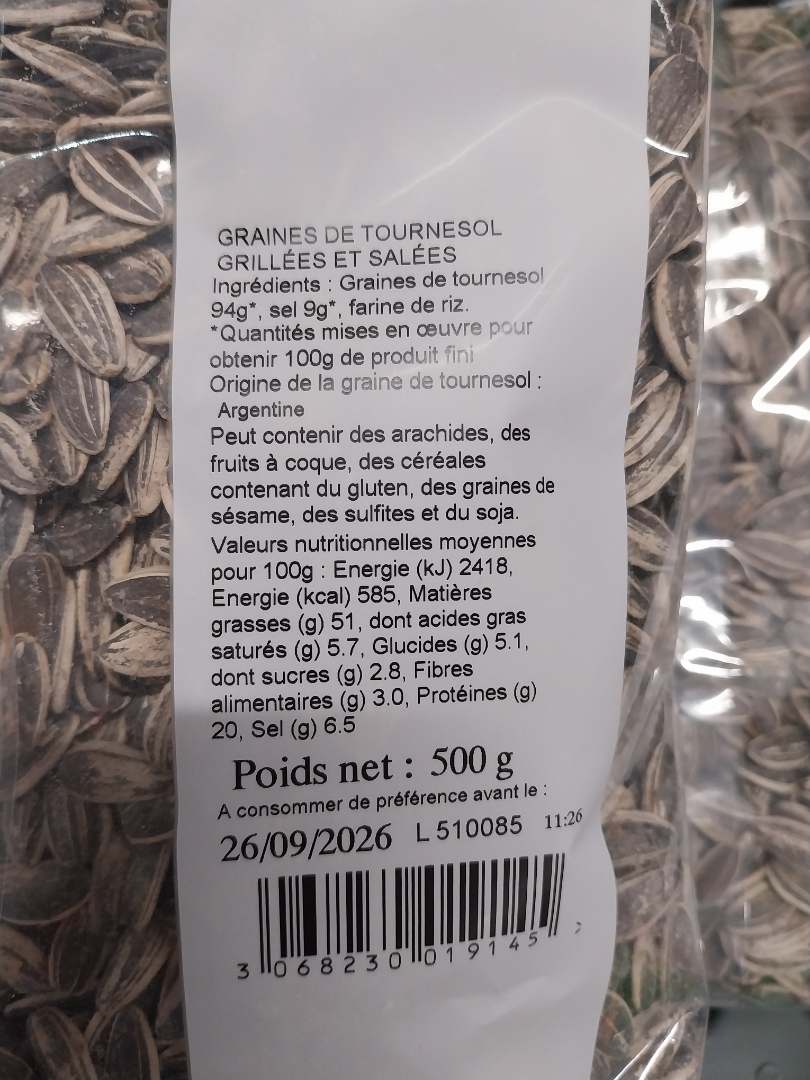 GRAINES DE TOURNESOL
GRILLÉES ET SALÉES
Ingrédients : Graines de tournesol
94g*, sel 9g*, farine de riz.
*Quantités mises en œuvre pour
obtenir 100g de produit fini
Origine de la graine de tournesol :
Argentine
Peut contenir des arachides, des
fruits à coque, des céréales
contenant du gluten, des graines de
sésame, des sulfites et du soja.
Valeurs nutritionnelles moyennes
pour 100g : Energie (kJ) 2418,
Energie (kcal) 585, Matières
grasses (g) 51, dont acides gras
saturés (g) 5.7, Glucides (g) 5.1,
dont sucres (g) 2.8, Fibres
alimentaires (g) 3.0, Protéines (g)
20, Sel (g) 6.5
Poids net : 500 g
A consommer de préférence avant le :
26/09/2026 L 510085 11:26
3 068230 019145 >